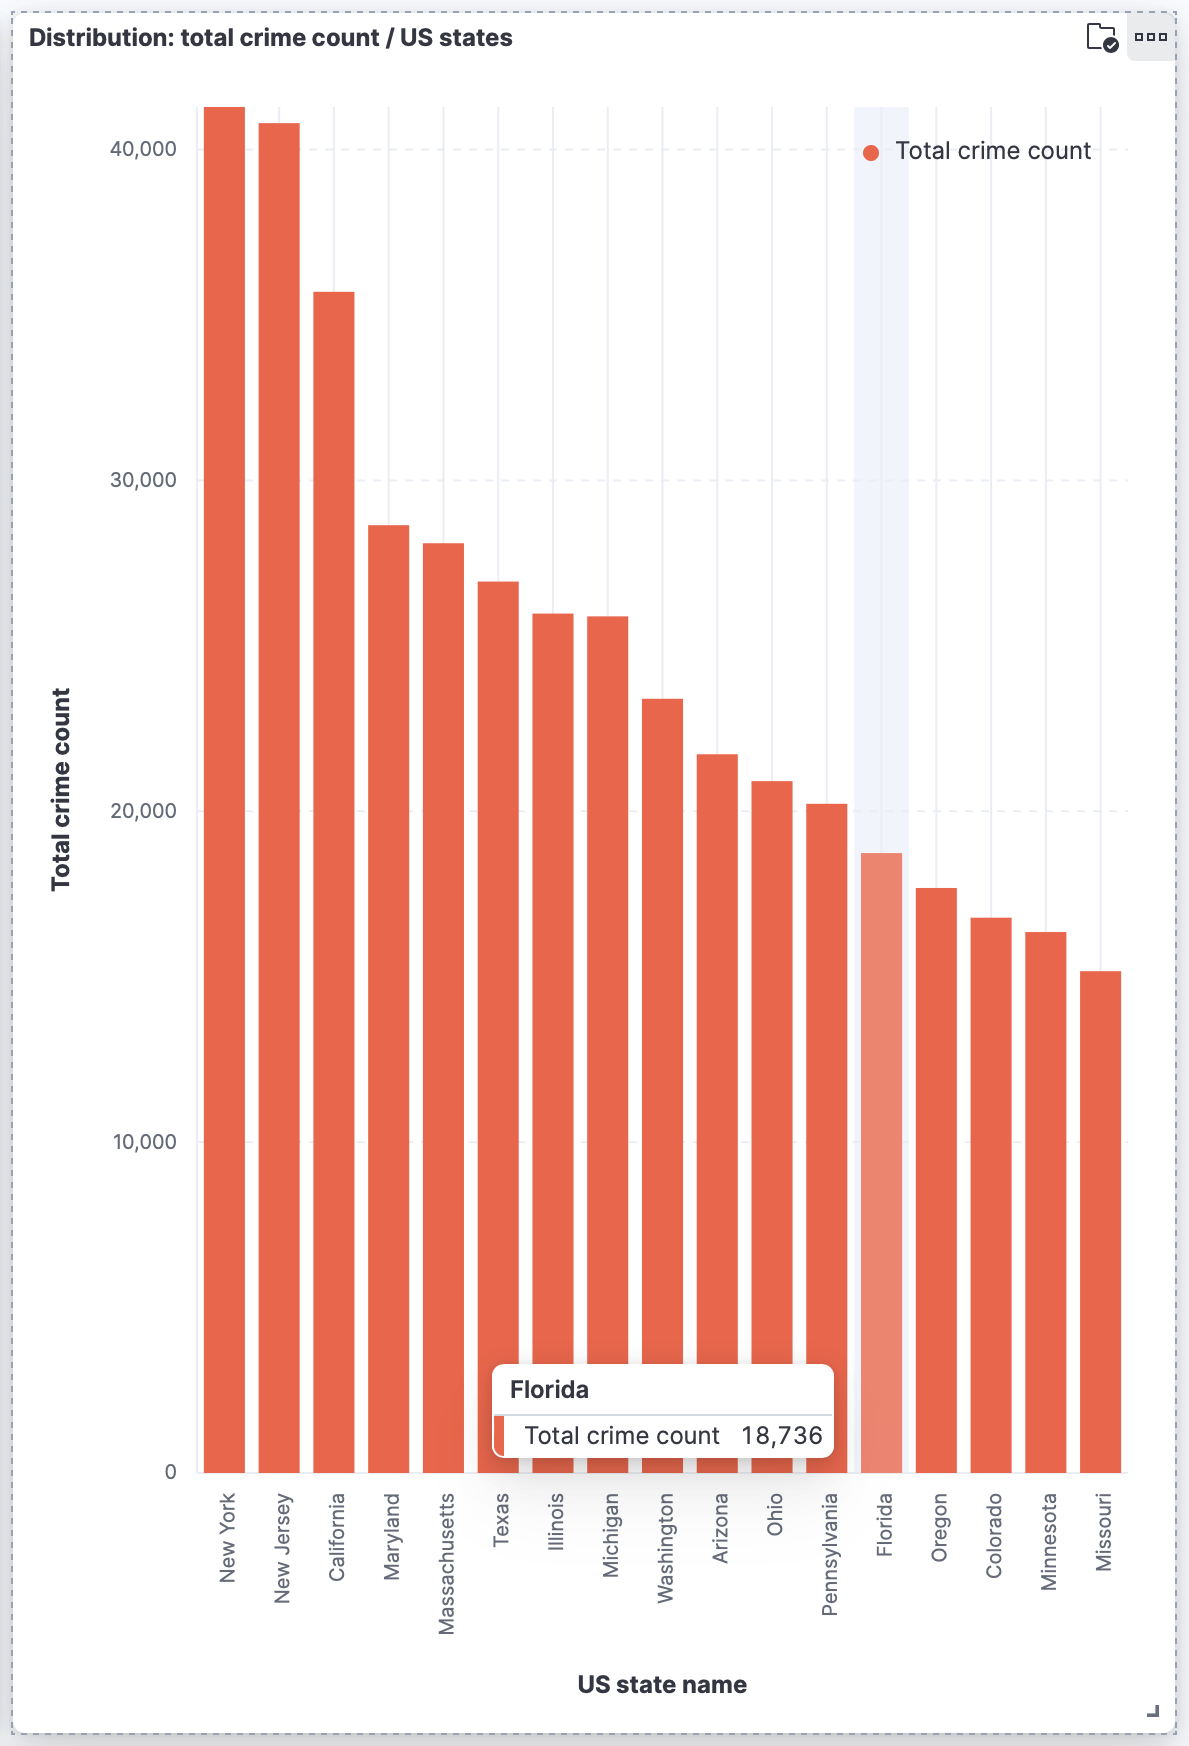 Distribution: total crime count / US states
Total crime count
40,000
30,000
20,000
10,000
0
Total crime count
Florida
Total crime count 18,736
New York
New Jersey
California
Maryland
Massachusetts
Texas
Illinois
Michigan
Washington
Arizona
Ohio
Pennsylvania
Florida
Oregon
Colorado
Minnesota
Missouri
US state name